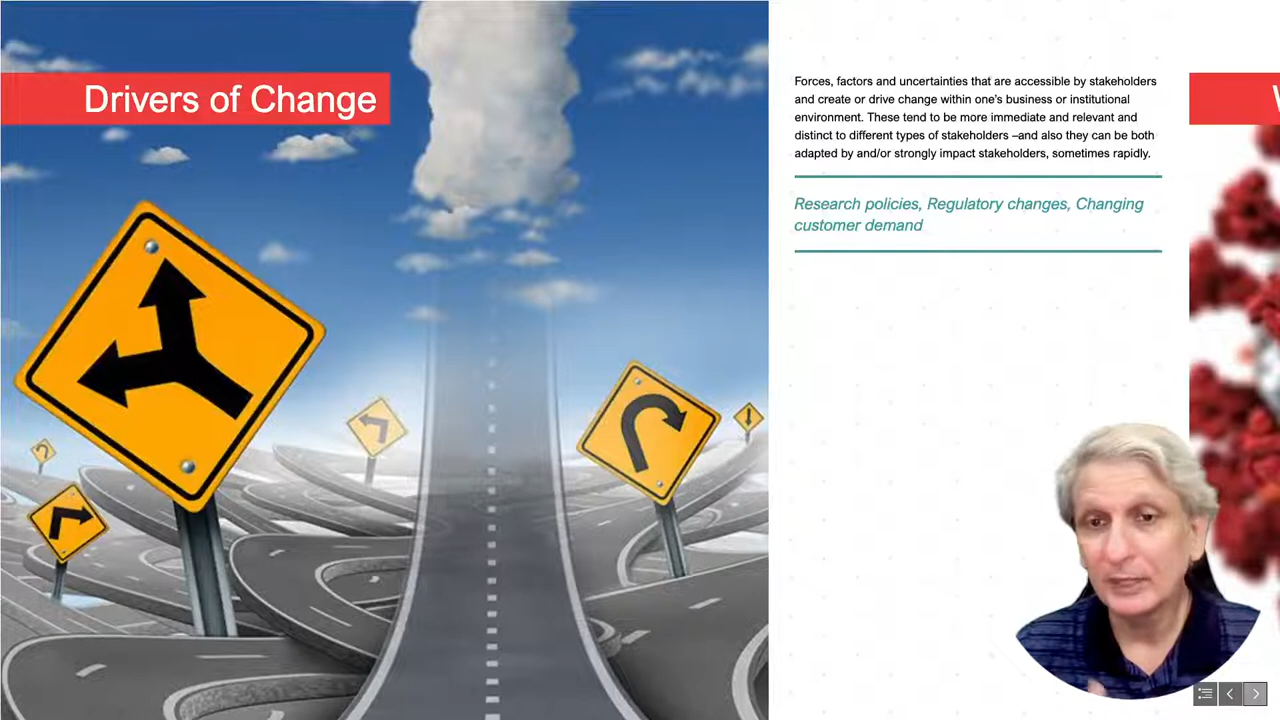 Drivers of Change
Forces, factors and uncertainties that are accessible by stakeholders
and create or drive change within one's business or institutional
environment. These tend to be more immediate and relevant and
distinct to different types of stakeholders –and also they can be both
adapted by and/or strongly impact stakeholders, sometimes rapidly.
Research policies, Regulatory changes, Changing
customer demand